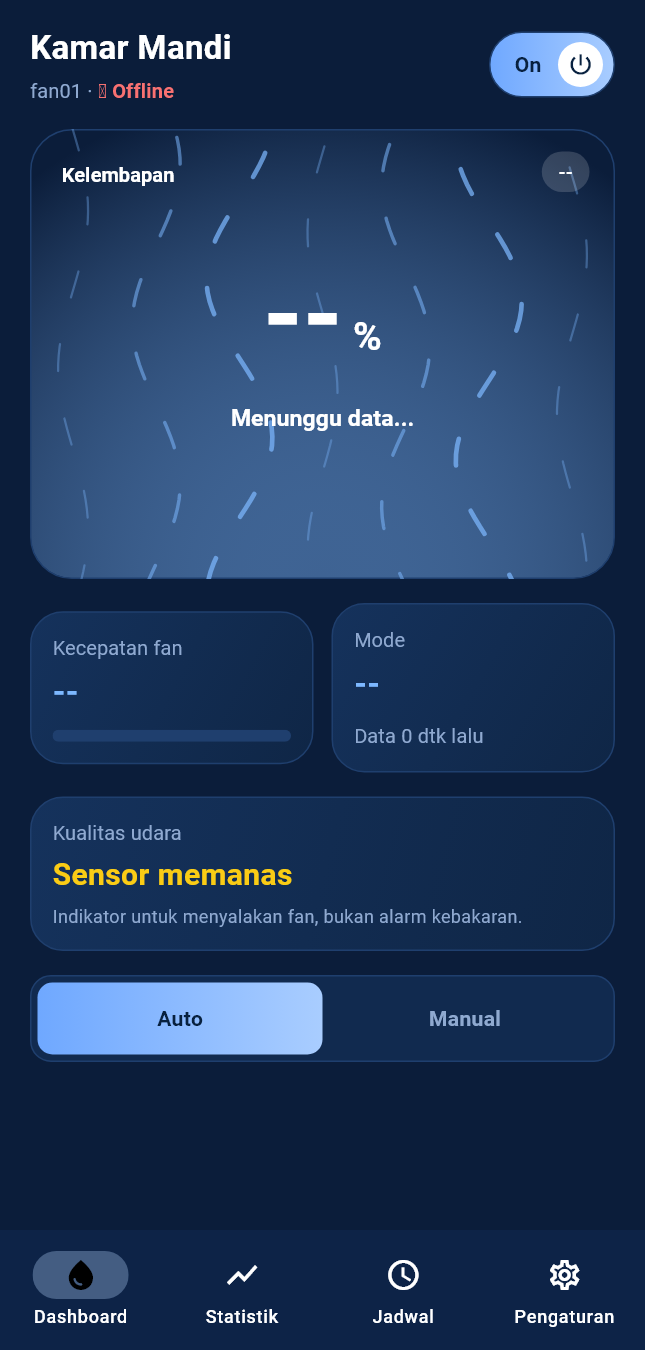 Kamar Mandi
On
fan01 · Offline
Kelembapan
--
-- %
Menunggu data...
Kecepatan fan
--
Mode
--
Data 0 dtk lalu
Kualitas udara
Sensor memanas
Indikator untuk menyalakan fan, bukan alarm kebakaran.
Auto
Manual
Dashboard
Statistik
Jadwal
Pengaturan